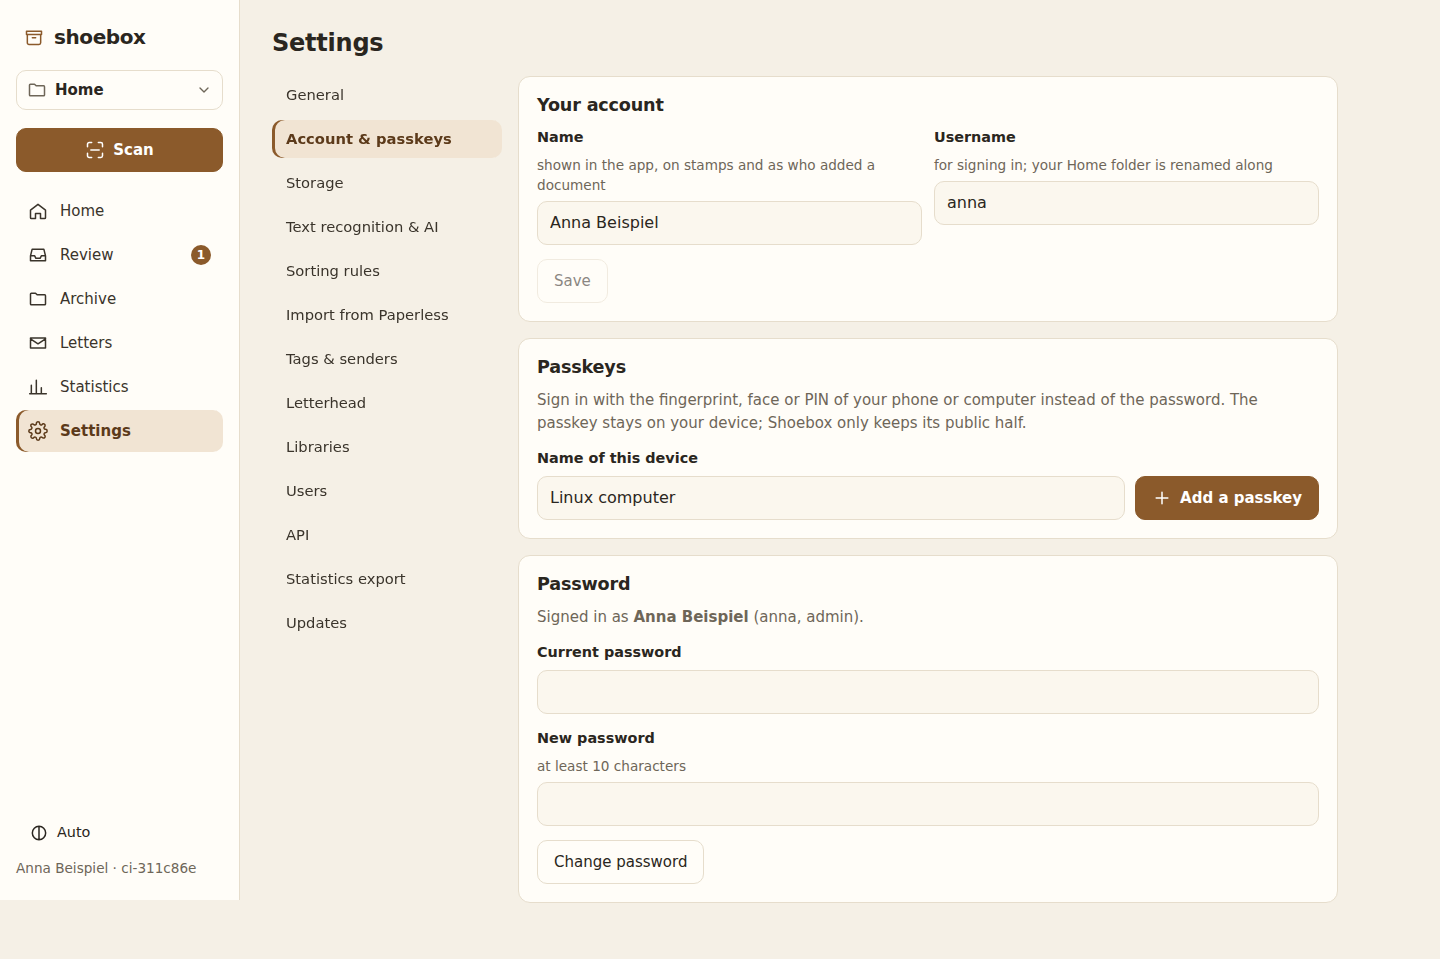 shoebox
Home
Scan
Home
Review
1
Archive
Letters
Statistics
Settings
Auto
Anna Beispiel · ci-311c86e
Settings
General
Account & passkeys
Storage
Text recognition & AI
Sorting rules
Import from Paperless
Tags & senders
Letterhead
Libraries
Users
API
Statistics export
Updates
Your account
Name
shown in the app, on stamps and as who added a
document
Anna Beispiel
Username
for signing in; your Home folder is renamed along
anna
Save
Passkeys
Sign in with the fingerprint, face or PIN of your phone or computer instead of the password. The
passkey stays on your device; Shoebox only keeps its public half.
Name of this device
Linux computer
Add a passkey
Password
Signed in as Anna Beispiel (anna, admin).
Current password
New password
at least 10 characters
Change password